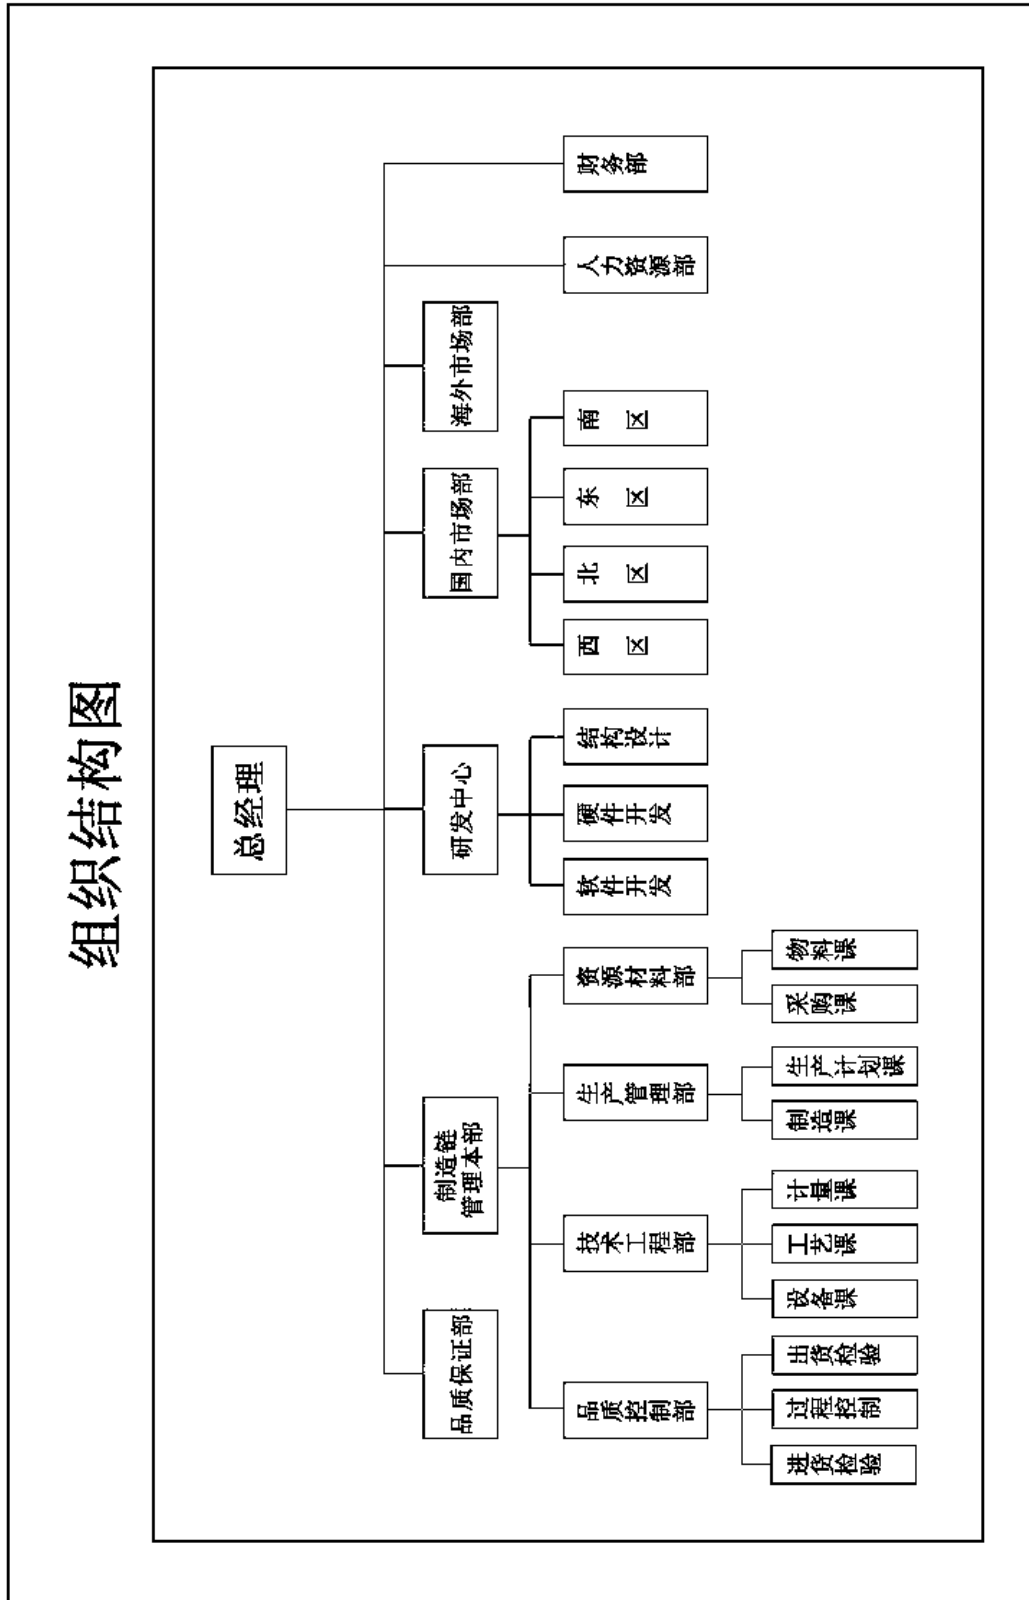 组织结构图
总经理
品质保证部
制造链
管理本部
研发中心
国内市场部
海外市场部
品质控制部
技术工程部
生产管理部
资源材料部
软件开发
硬件开发
结构设计
西 区
北 区
东 区
南 区
人力资源部
财务部
进货检验
过程控制
出货检验
设备课
工艺课
计量课
制造课
生产计划课
采购课
物料课